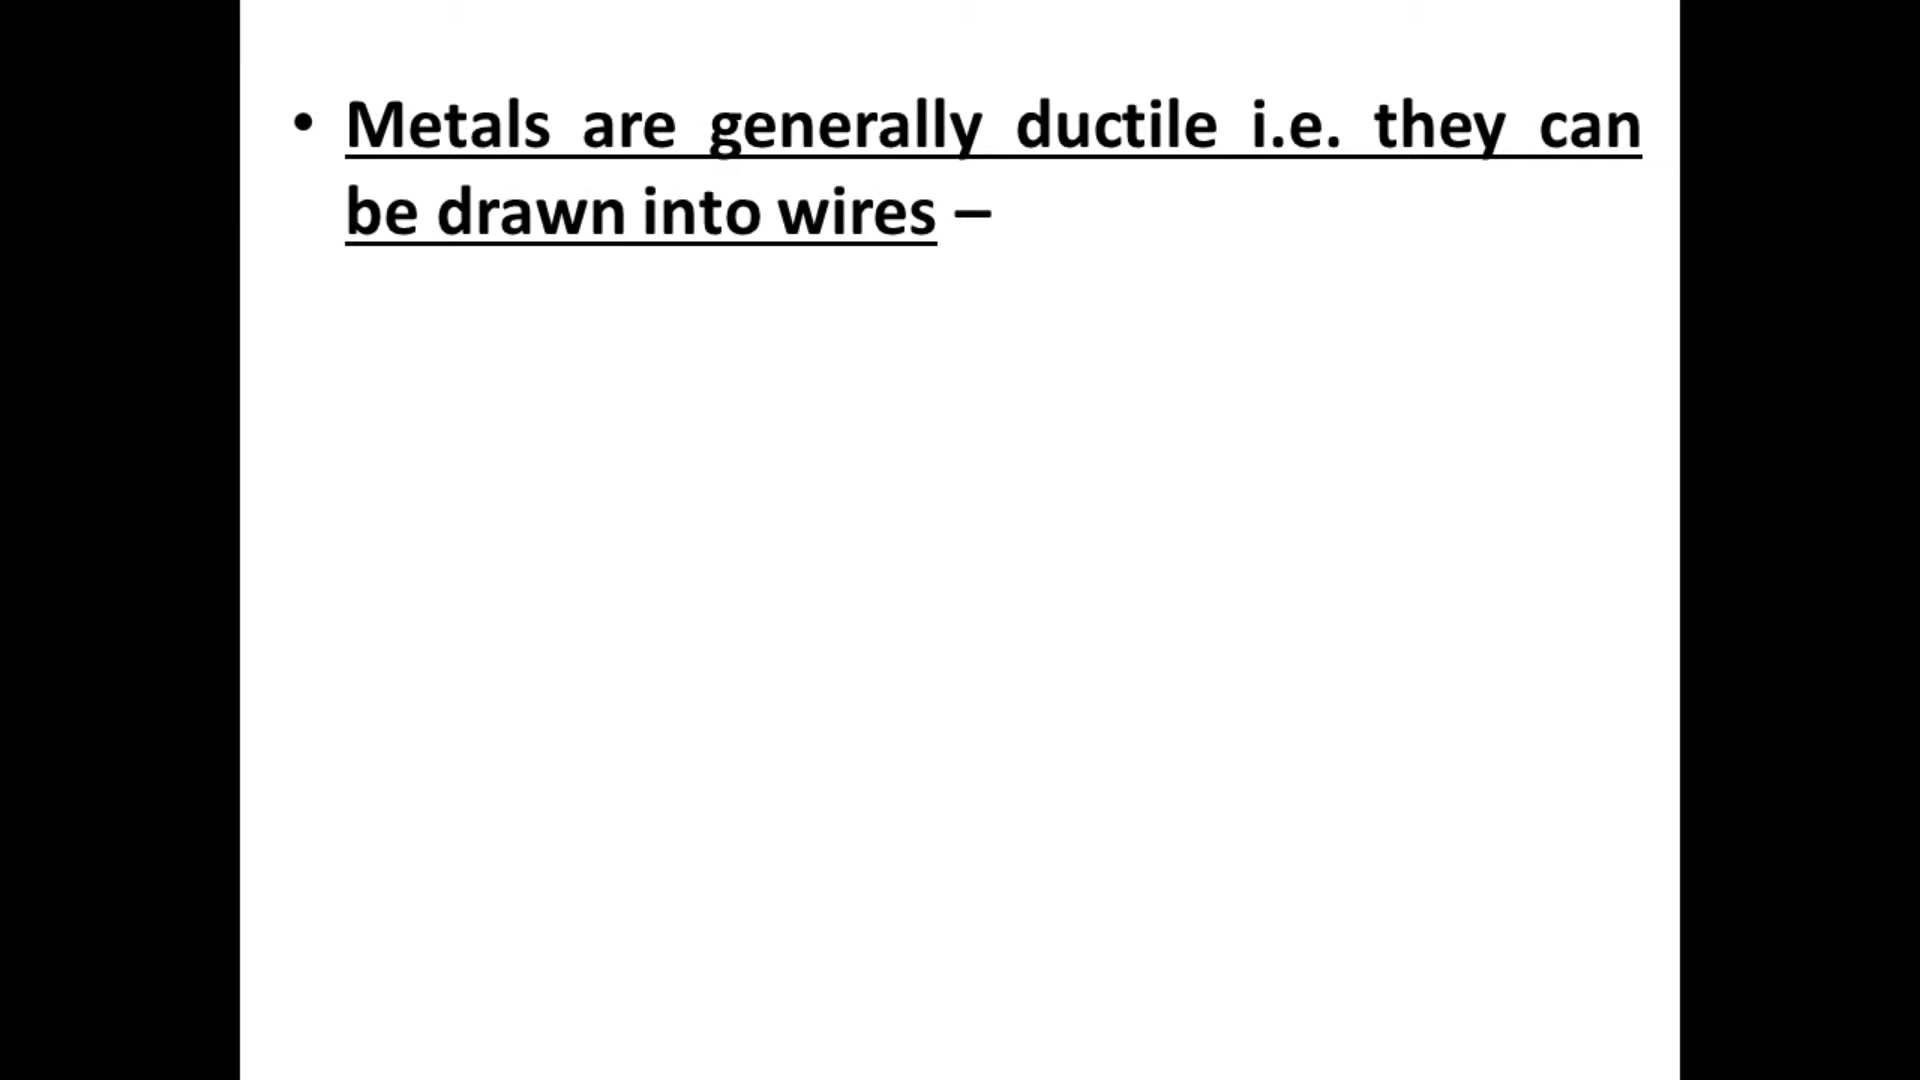 • Metals are generally ductile i.e. they can
be drawn into wires –